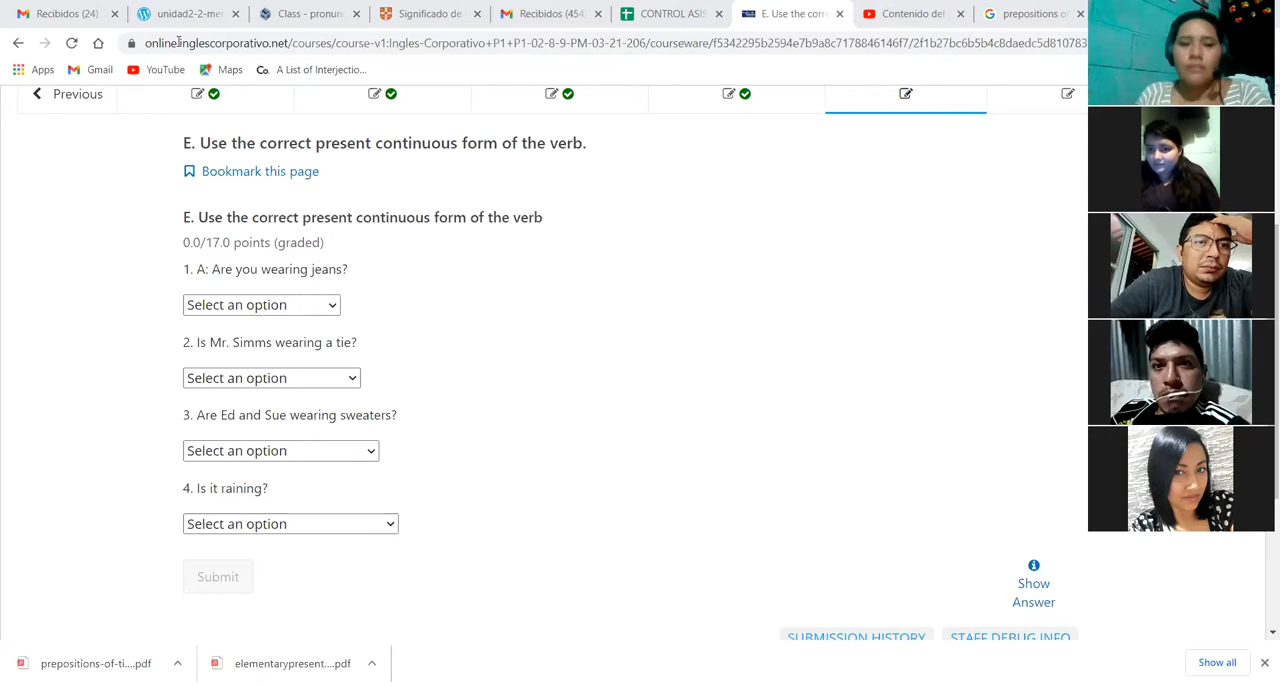 Recibidos (24)
unidad2-2-mer
Class - pronun
Significado de
Recibidos (454
CONTROL ASIS
E. Use the corr
Contenido del
prepositions o
online.inglescorporativo.net/courses/course-v1:Ingles-Corporativo+P1+P1-02-8-9-PM-03-21-206/courseware/f5342295b2594e7b9a8c7178846146f7/2f1b27bc6b5b4c8daedc5d810783
Apps
Gmail
YouTube
Maps
Co. A List of Interjectio...
Previous
E. Use the correct present continuous form of the verb.
Bookmark this page
E. Use the correct present continuous form of the verb
0.0/17.0 points (graded)
1. A: Are you wearing jeans?
Select an option
2. Is Mr. Simms wearing a tie?
Select an option
3. Are Ed and Sue wearing sweaters?
Select an option
4. Is it raining?
Select an option
Submit
Show
Answer
SUBMISSION HISTORY
STAFF DEBUG INFO
prepositions-of-ti....pdf
elementarypresent....pdf
Show all